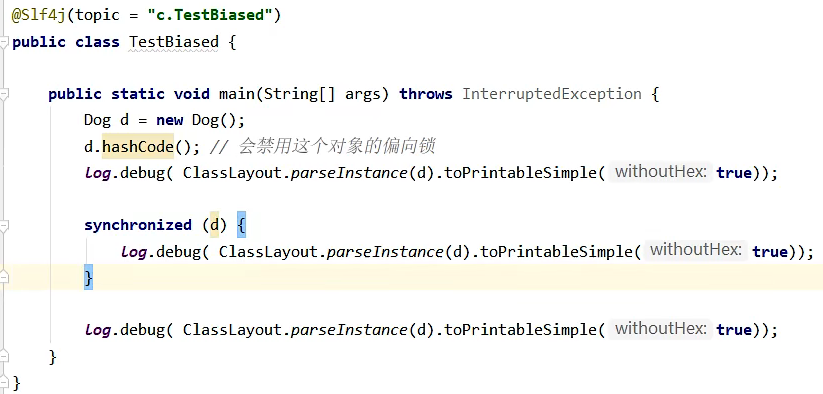 @Slf4j(topic = "c.TestBiased")
public class TestBiased {
public static void main(String[] args) throws InterruptedException {
Dog d = new Dog();
d.hashCode(); // 会禁用这个对象的偏向锁
log.debug( ClassLayout.parseInstance(d).toPrintableSimple( withoutHex: true));
synchronized (d) {
log.debug( ClassLayout.parseInstance(d).toPrintableSimple( withoutHex: true));
}
log.debug( ClassLayout.parseInstance(d).toPrintableSimple( withoutHex: true));
}
}